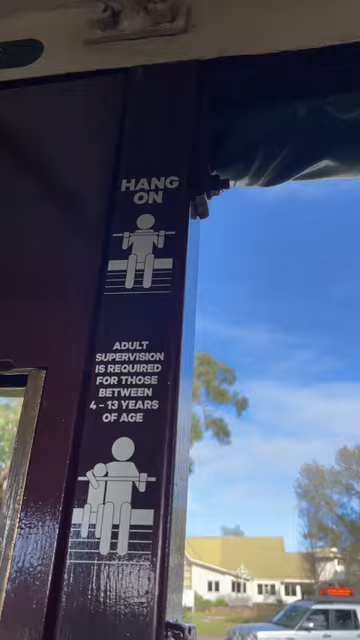 HANG
ON
ADULT
SUPERVISION
IS REQUIRED
FOR THOSE
BETWEEN
4 - 13 YEARS
OF AGE